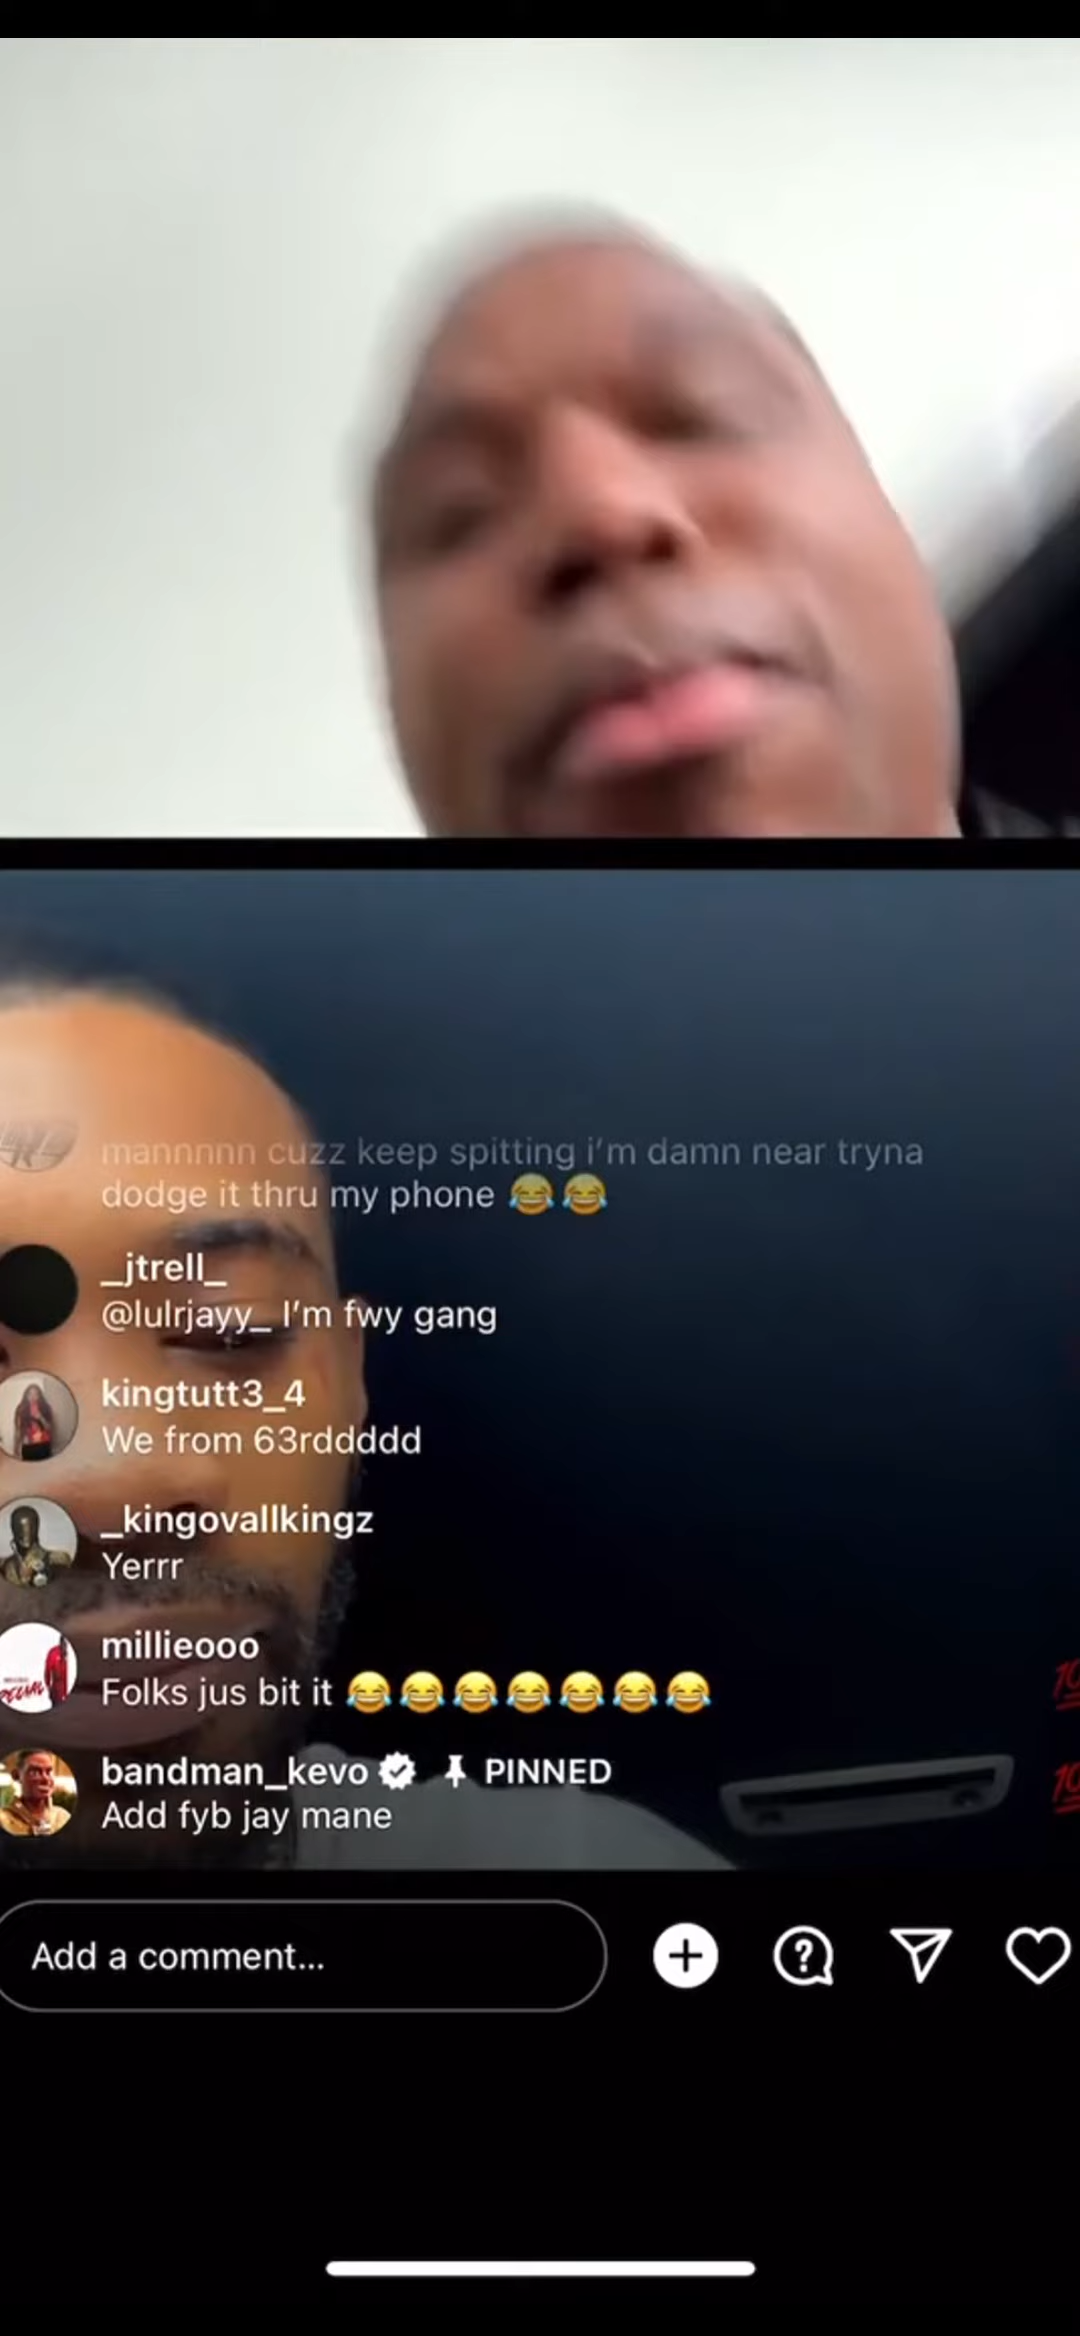 mannnnn cuzz keep spitting i'm damn near tryna
dodge it thru my phone 😂😂
_jtrell_
@lulrjayy_ I'm fwy gang
kingtutt3_4
We from 63rddddd
_kingovallkingz
Yerrr
millieooo
Folks jus bit it 😂😂😂😂😂😂😂
bandman_kevo PINNED
Add fyb jay mane
Add a comment...